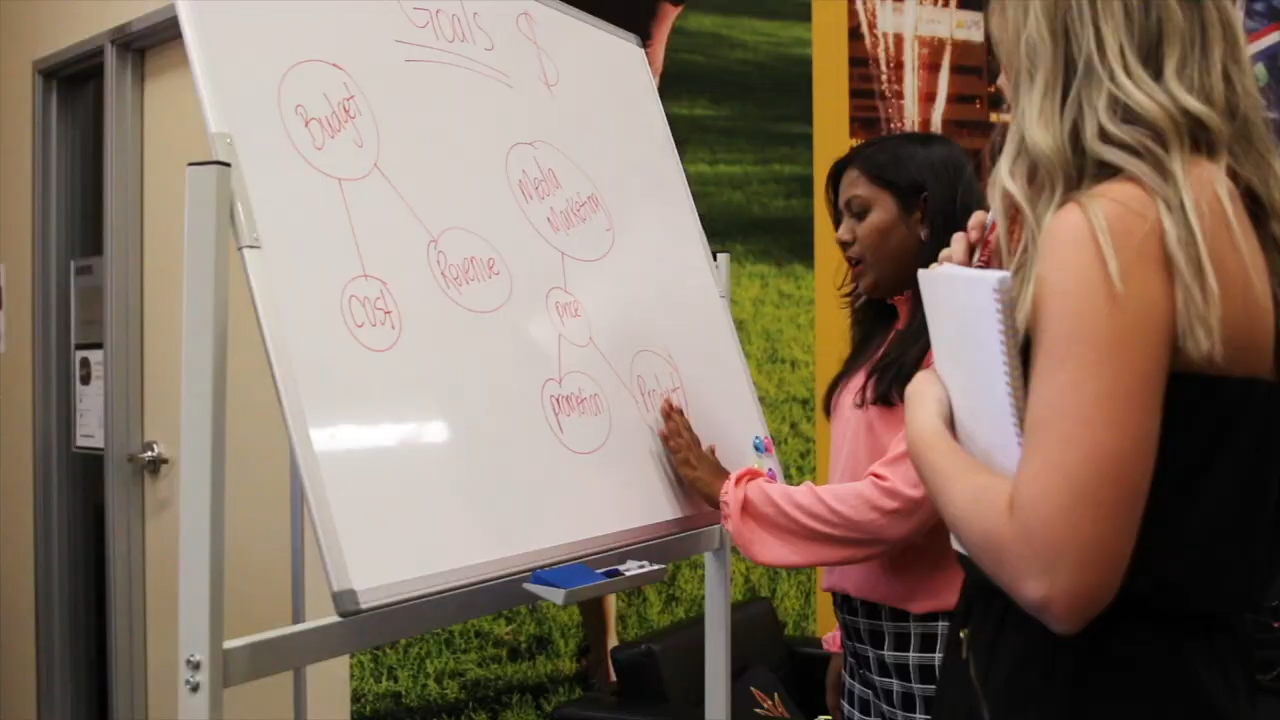 Goals $
Budget
Media
Marketing
Revenue
Cost
price
promotion
Product